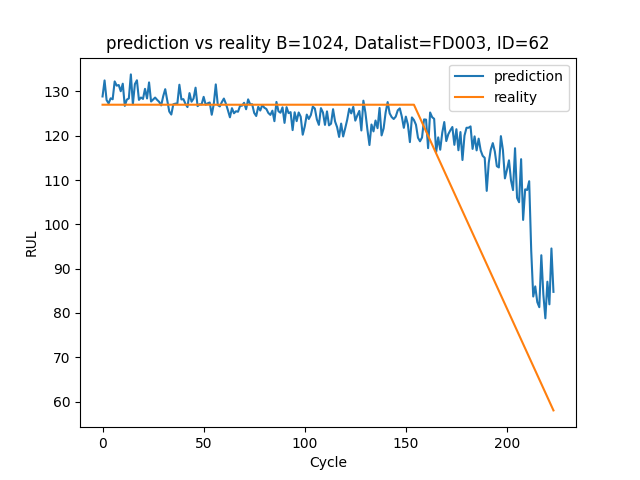 prediction vs reality B=1024, Datalist=FD003, ID=62
prediction
reality
RUL
130
120
110
100
90
80
70
60
0 50 100 150 200
Cycle